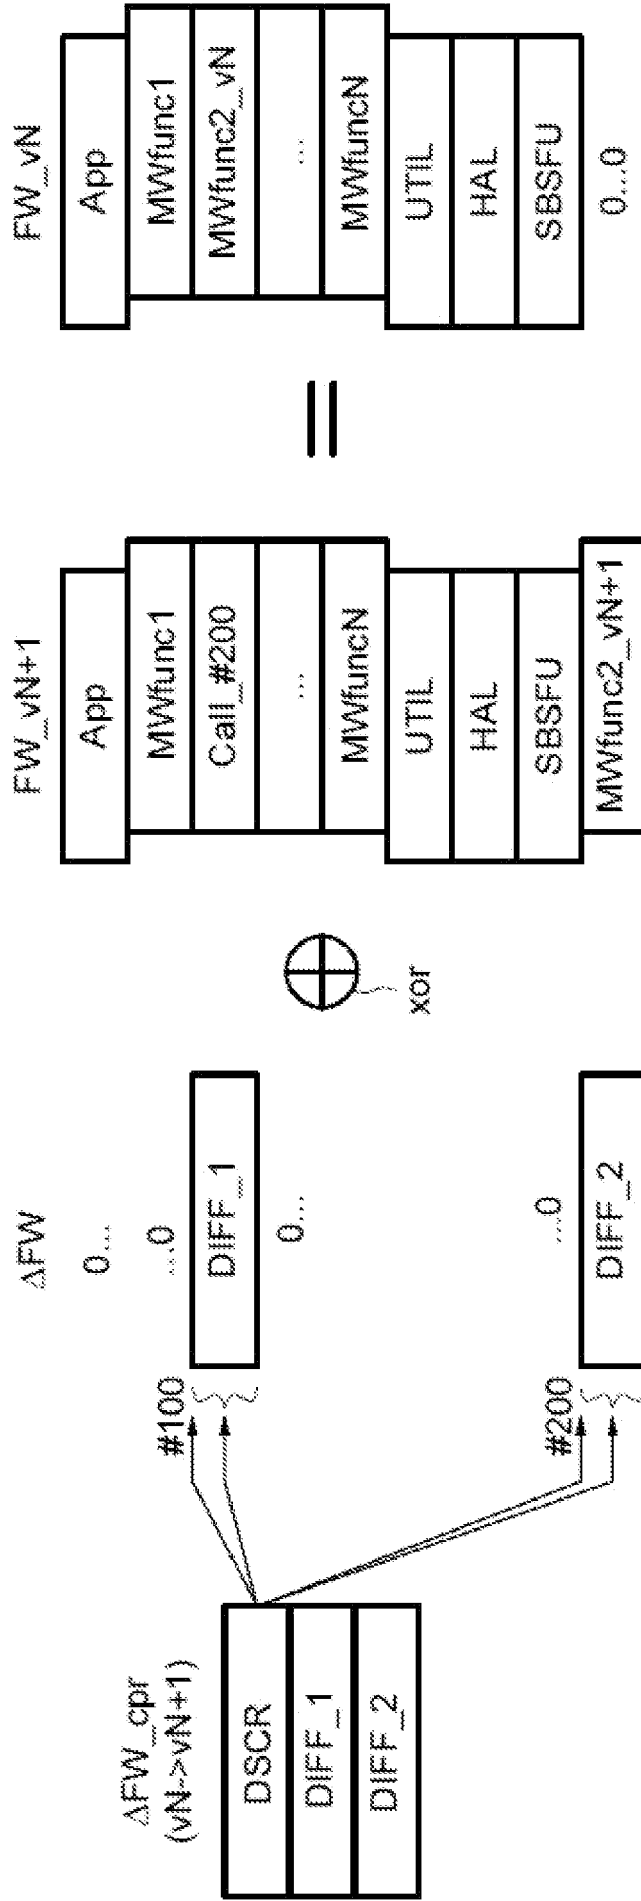 ΔFW_cpr
(vN->vN+1)
DSCR
DIFF_1
DIFF_2
ΔFW
0...
...0
#100
DIFF_1
0...
...0
#200
DIFF_2
xor
FW_vN+1
App
MWfunc1
Call_#200
...
MWfuncN
UTIL
HAL
SBSFU
MWfunc2_vN+1
FW_vN
App
MWfunc1
MWfunc2_vN
...
MWfuncN
UTIL
HAL
SBSFU
0...0